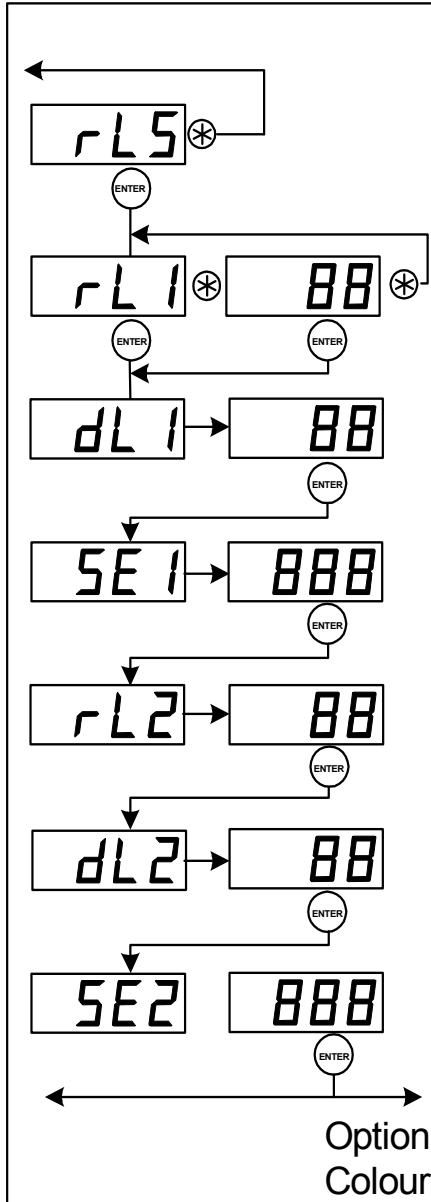 rLS
ENTER
rL1 88
ENTER ENTER
dL1 88
ENTER
SE1 888
ENTER
rL2 88
ENTER
dL2 88
ENTER
SE2 888
ENTER
Option
Colour